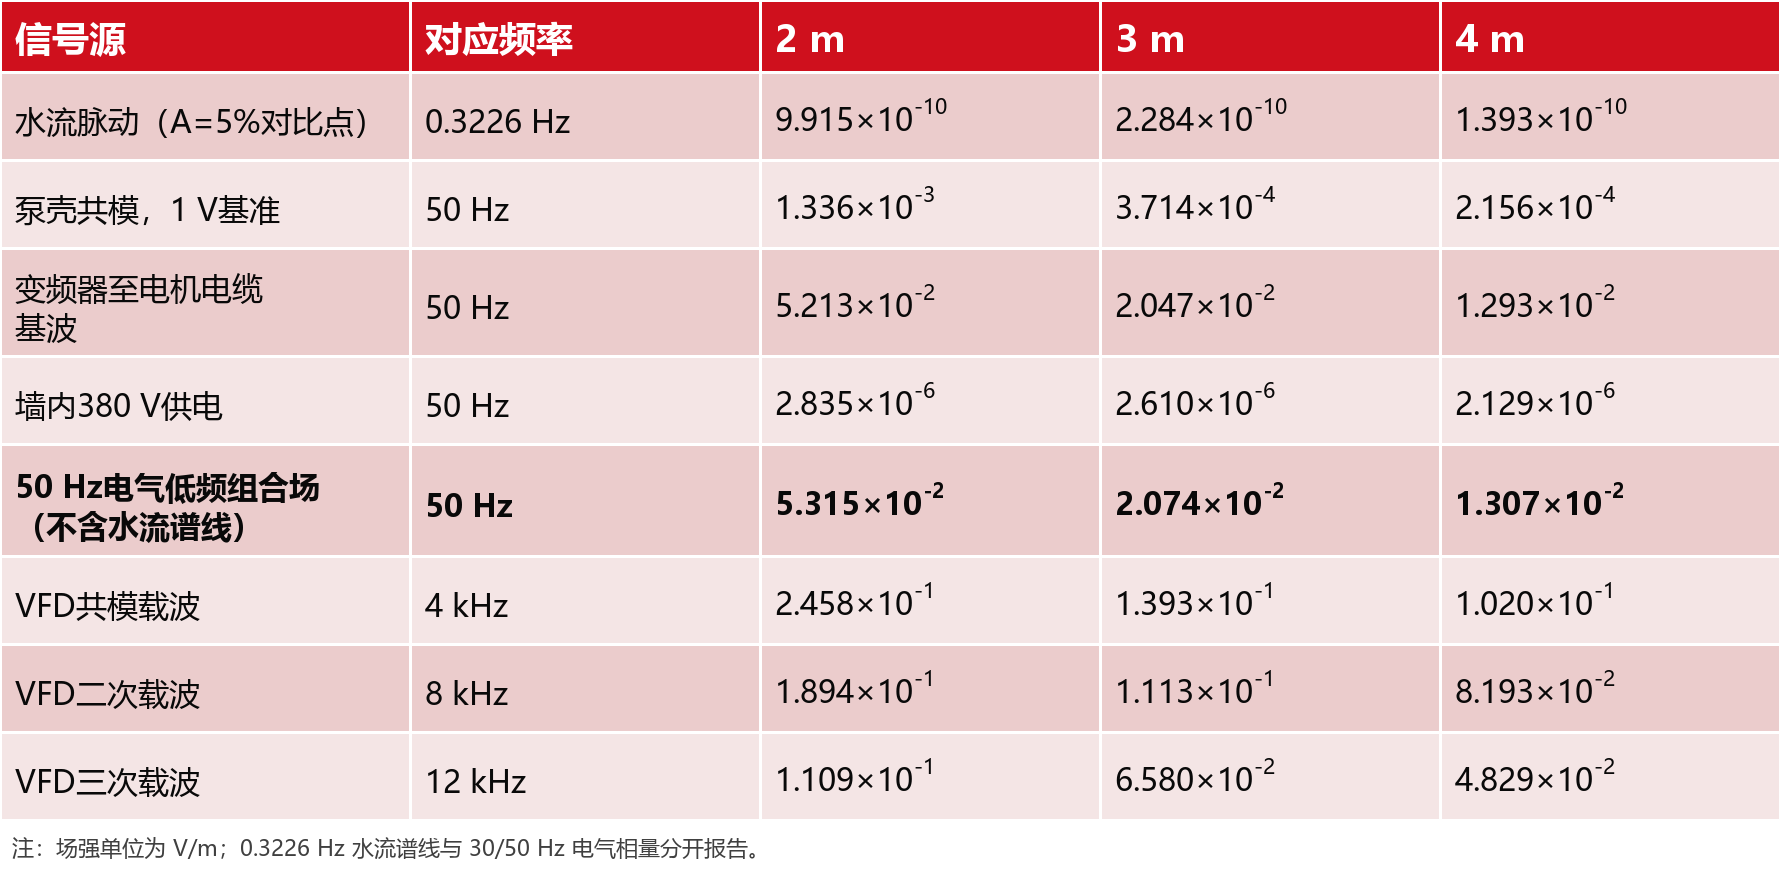 信号源 对应频率 2 m 3 m 4 m
水流脉动（A=5%对比点） 0.3226 Hz 9.915×10⁻¹⁰ 2.284×10⁻¹⁰ 1.393×10⁻¹⁰
泵壳共模，1 V基准 50 Hz 1.336×10⁻³ 3.714×10⁻⁴ 2.156×10⁻⁴
变频器至电机电缆
基波 50 Hz 5.213×10⁻² 2.047×10⁻² 1.293×10⁻²
墙内380 V供电 50 Hz 2.835×10⁻⁶ 2.610×10⁻⁶ 2.129×10⁻⁶
50 Hz电气低频组合场
（不含水流谱线） 50 Hz 5.315×10⁻² 2.074×10⁻² 1.307×10⁻²
VFD共模载波 4 kHz 2.458×10⁻¹ 1.393×10⁻¹ 1.020×10⁻¹
VFD二次载波 8 kHz 1.894×10⁻¹ 1.113×10⁻¹ 8.193×10⁻²
VFD三次载波 12 kHz 1.109×10⁻¹ 6.580×10⁻² 4.829×10⁻²
注：场强单位为 V/m；0.3226 Hz 水流谱线与 30/50 Hz 电气相量分开报告。